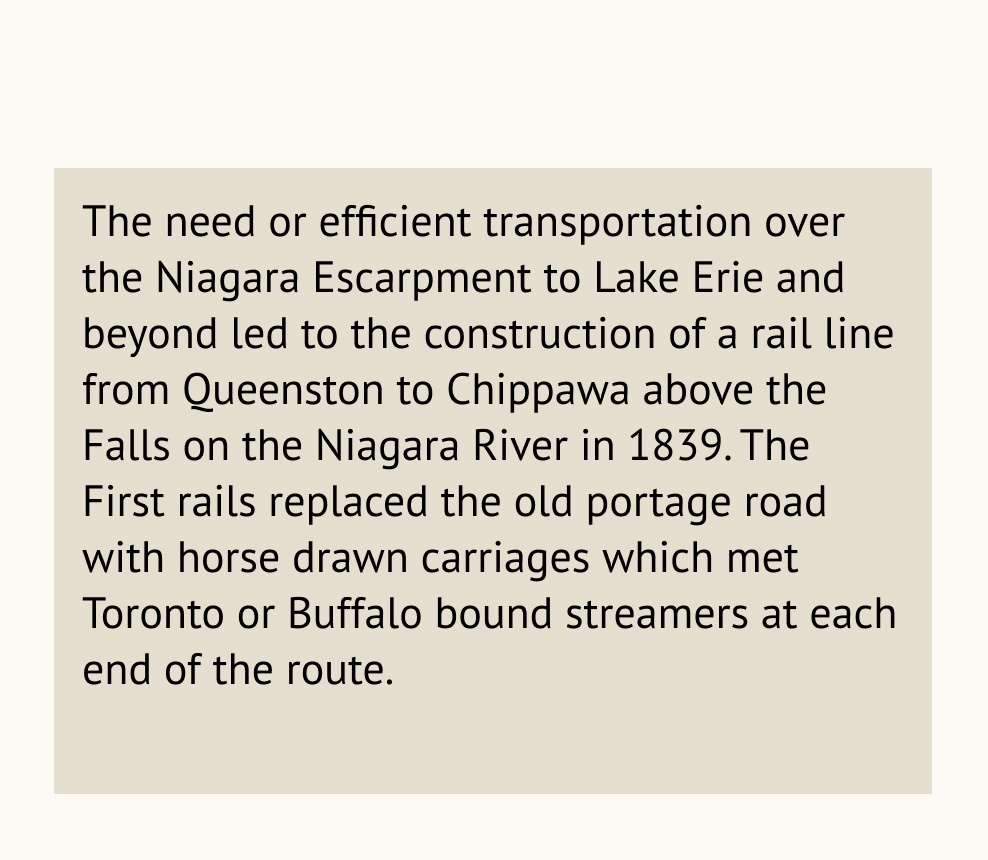 The need or efficient transportation over
the Niagara Escarpment to Lake Erie and
beyond led to the construction of a rail line
from Queenston to Chippawa above the
Falls on the Niagara River in 1839. The
First rails replaced the old portage road
with horse drawn carriages which met
Toronto or Buffalo bound streamers at each
end of the route.